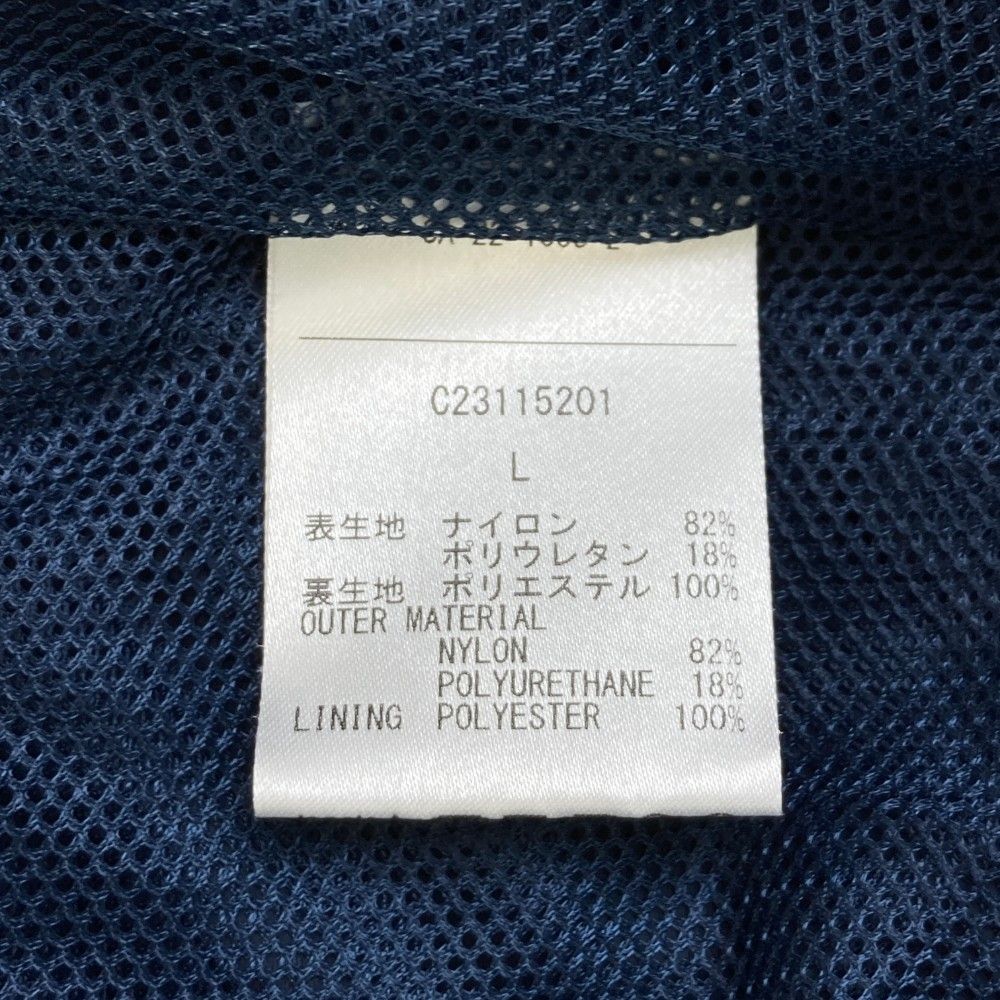 C23115201
L
表生地 ナイロン 82%
ポリウレタン 18%
裏生地 ポリエステル 100%
OUTER MATERIAL
NYLON 82%
POLYURETHANE 18%
LINING POLYESTER 100%